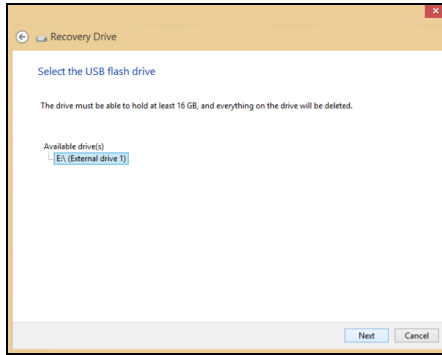 Recovery Drive
Select the USB flash drive
The drive must be able to hold at least 16 GB, and everything on the drive will be deleted.
Available drive(s)
E:\ (External drive 1)
Next Cancel